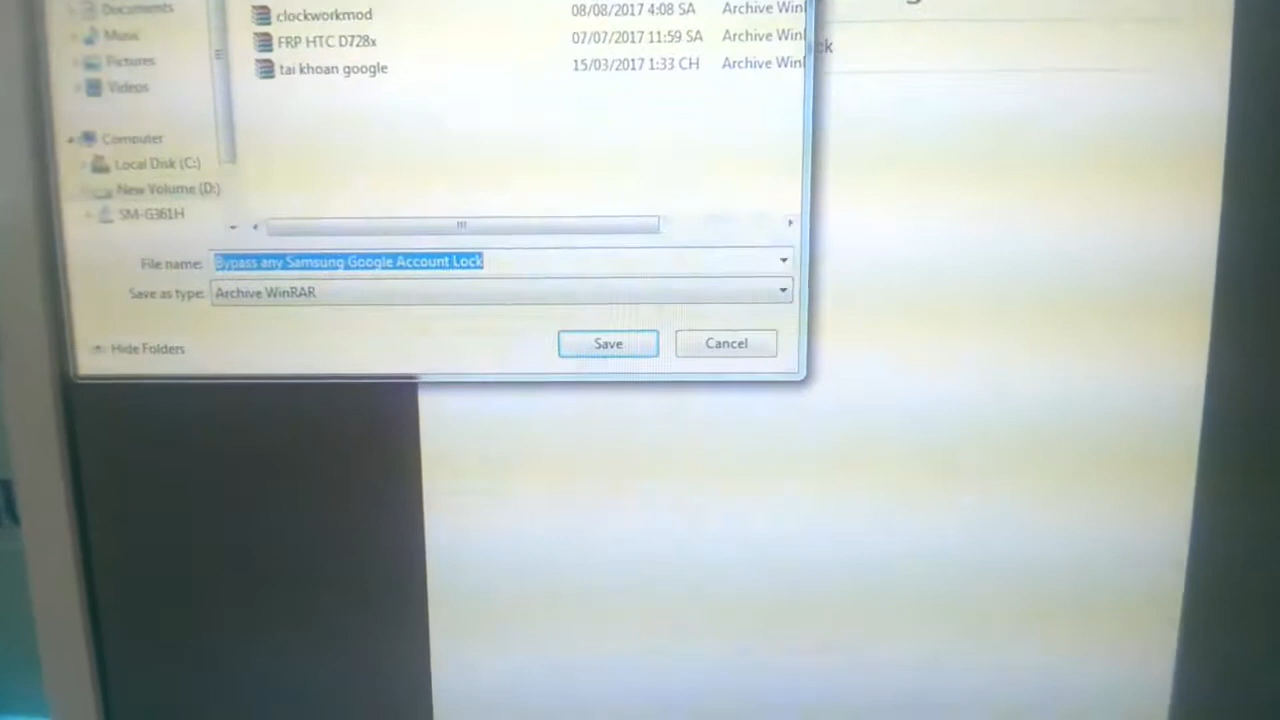 Documents
clockworkmod 08/08/2017 4:08 SA Archive Win
Music
FRP HTC D728x 07/07/2017 11:59 SA Archive Win
ck
Pictures
tai khoan google 15/03/2017 1:33 CH Archive Win
Videos
Computer
Local Disk (C:)
New Volume (D:)
SM-G361H
File name: Bypass any Samsung Google Account Lock
Save as type: Archive WinRAR
Hide Folders
Save
Cancel